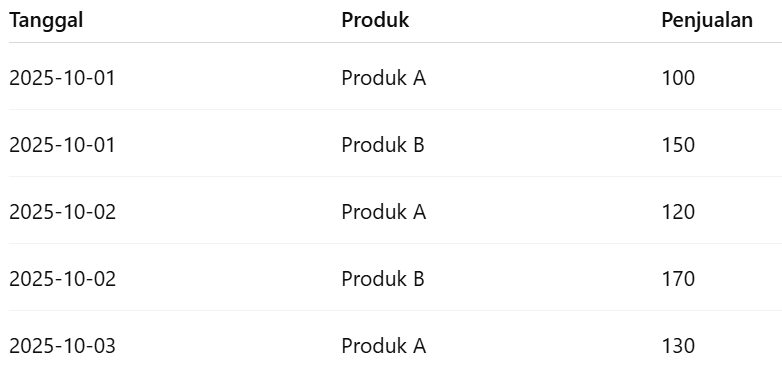 Tanggal Produk Penjualan
2025-10-01 Produk A 100
2025-10-01 Produk B 150
2025-10-02 Produk A 120
2025-10-02 Produk B 170
2025-10-03 Produk A 130